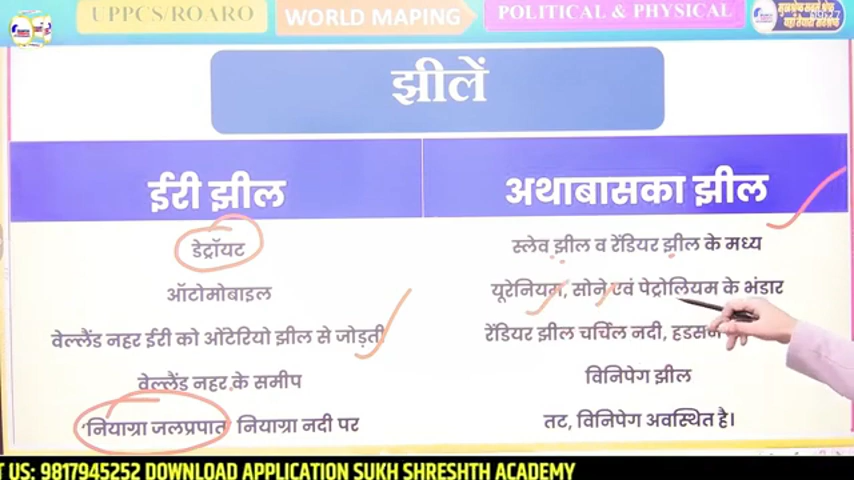 UPPCS/ROARO
WORLD MAPING
POLITICAL & PHYSICAL
झीलें
ईरी झील
अथाबासका झील
डेट्रॉयट
स्लेव झील व रेंडियर झील के मध्य
ऑटोमोबाइल
यूरेनियम, सोने एवं पेट्रोलियम के भंडार
वेल्लैंड नहर ईरी को ओंटेरियो झील से जोड़ती
रेंडियर झील चर्चिल नदी, हडसन
वेल्लैंड नहर के समीप
विनिपेग झील
'नियाग्रा जलप्रपात' नियाग्रा नदी पर
तट, विनिपेग अवस्थित है।
T US: 9817945252 DOWNLOAD APPLICATION SUKH SHRESHTH ACADEMY